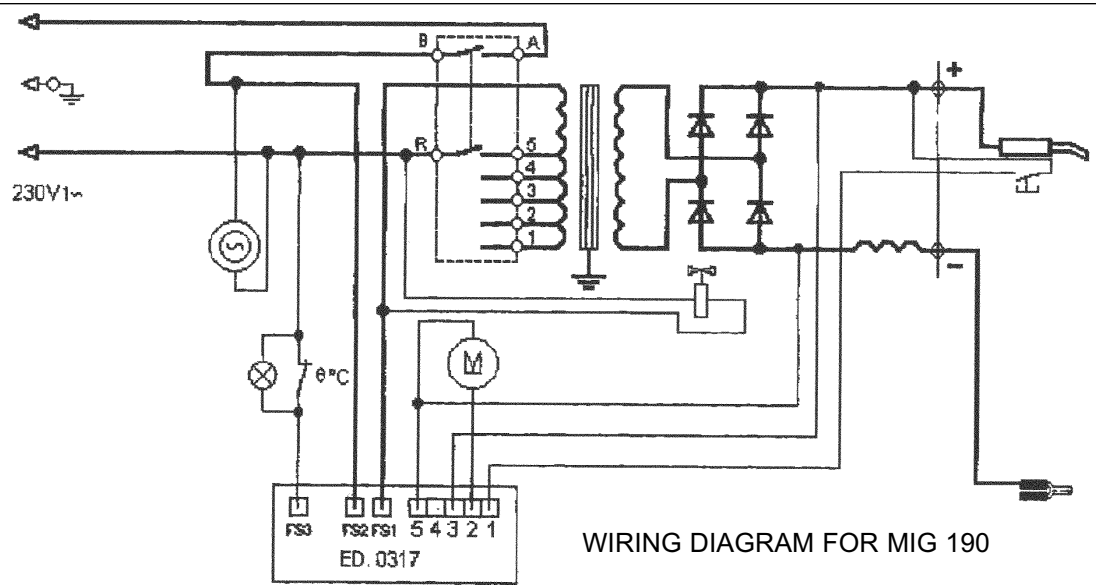 B A
+
R 5
4
3
2
1
230V1~
S
-
M
θ°C
FS3 FS2 FS1 5 4 3 2 1
ED. 0317
WIRING DIAGRAM FOR MIG 190